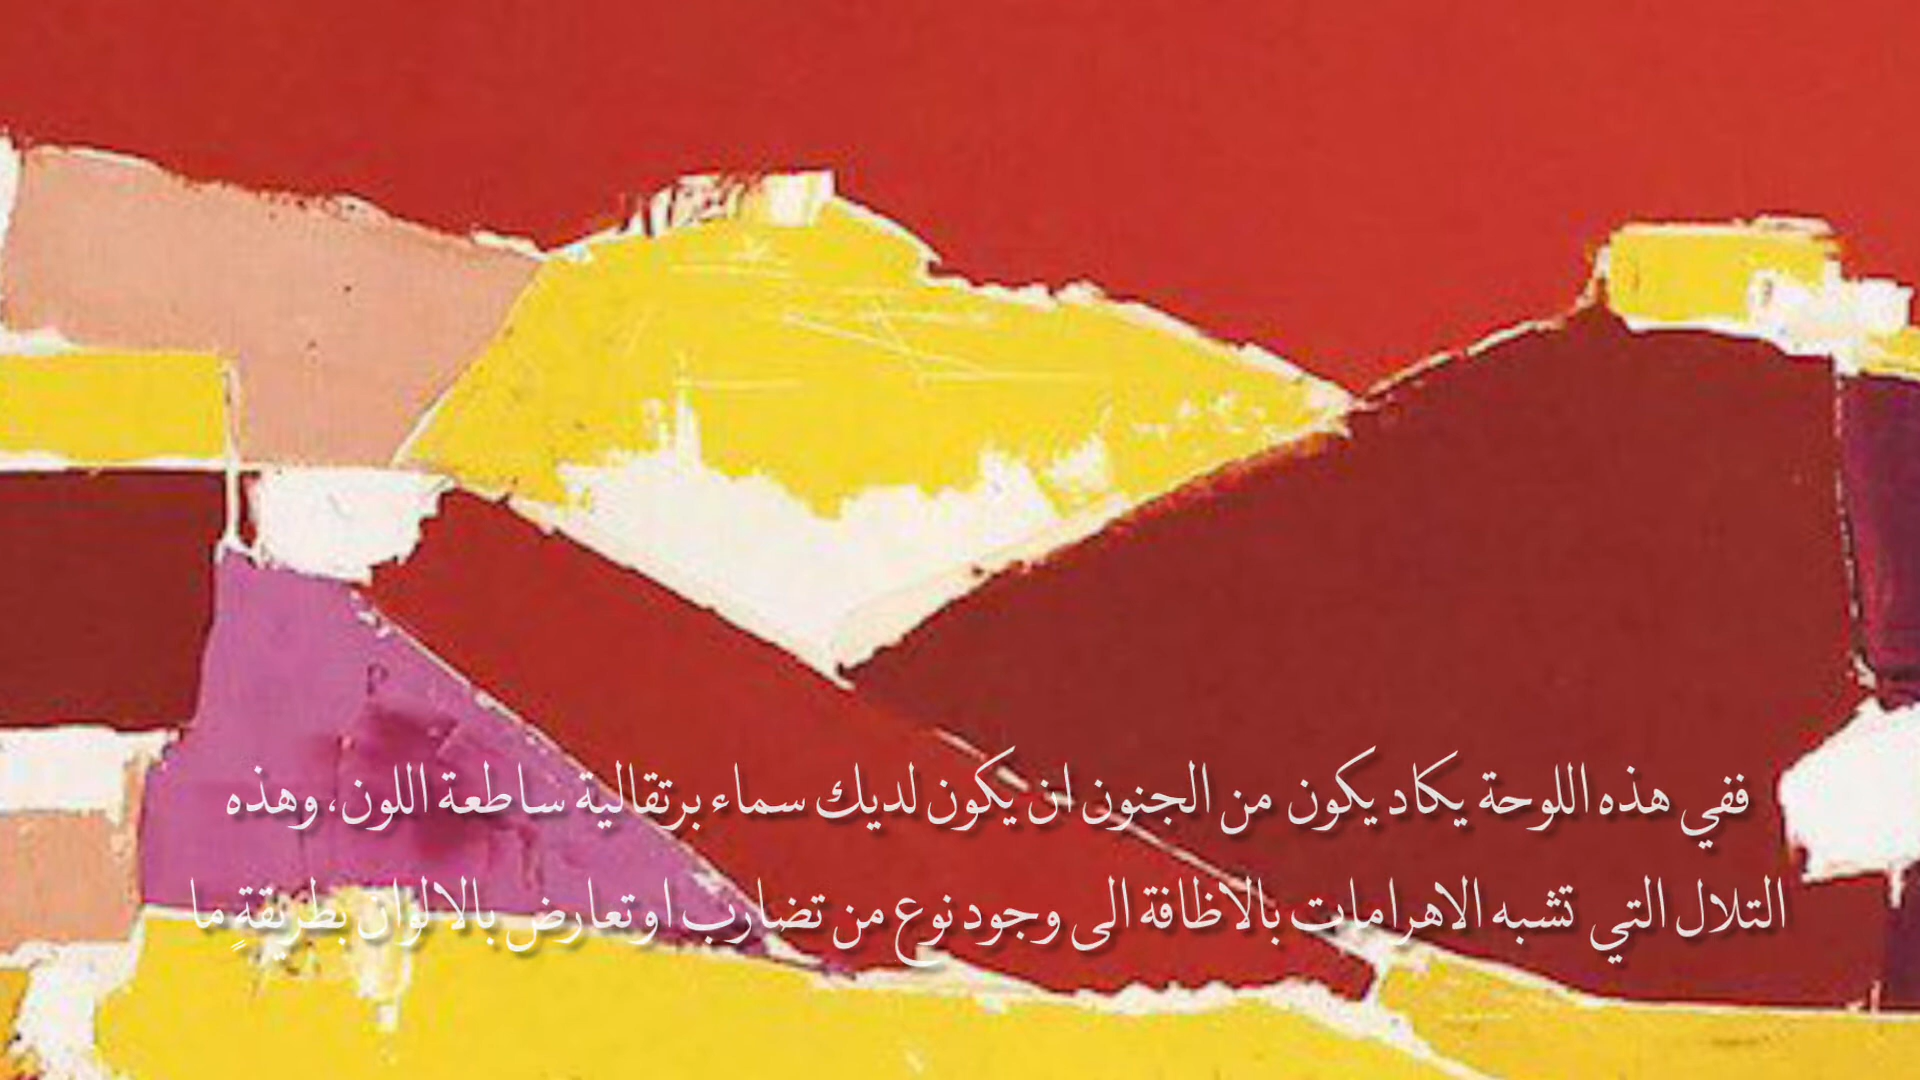 ففي هذه اللوحة يكاد يكون من الجنون ان يكون لديك سماء برتقالية ساطعة اللون، وهذه
التلال التي تشبه الاهرامات بالاظافة الى وجود نوع من تضارب او تعارض بالالوان بطريقةٍ ما